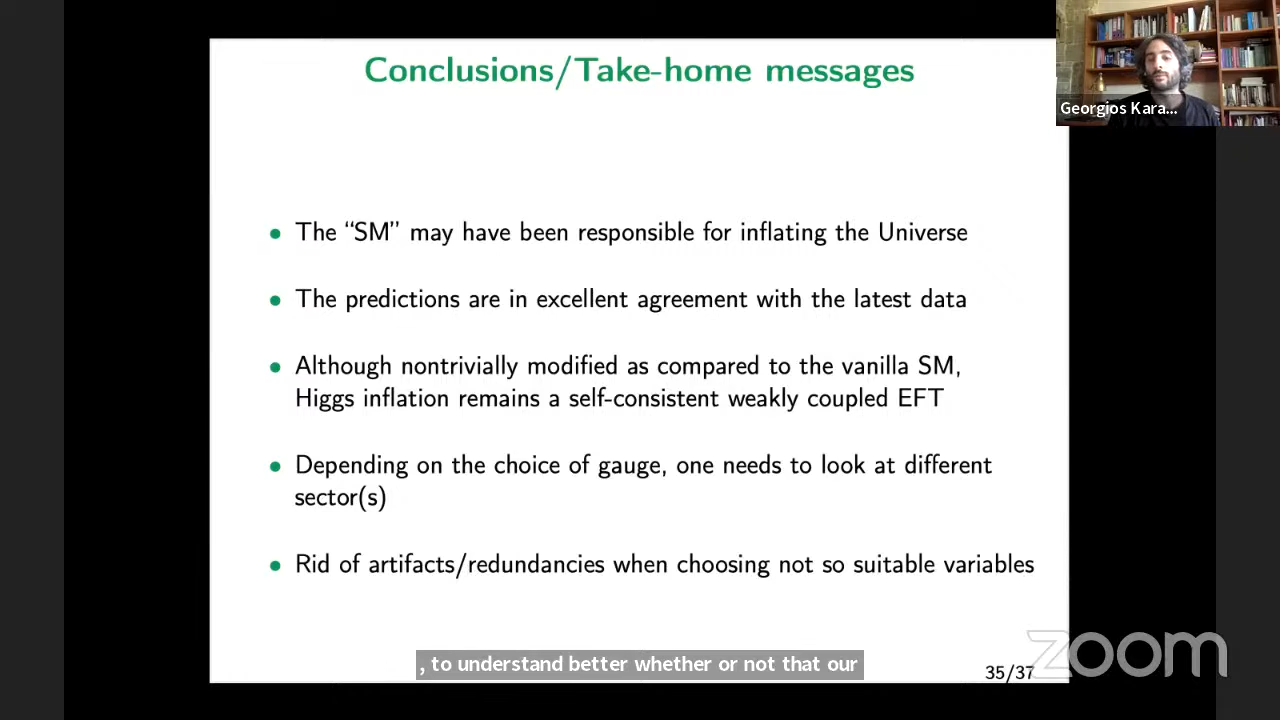 Conclusions/Take-home messages
Georgios Kara...
• The “SM” may have been responsible for inflating the Universe
• The predictions are in excellent agreement with the latest data
• Although nontrivially modified as compared to the vanilla SM,
Higgs inflation remains a self-consistent weakly coupled EFT
• Depending on the choice of gauge, one needs to look at different
sector(s)
• Rid of artifacts/redundancies when choosing not so suitable variables
, to understand better whether or not that our
35/37
zoom